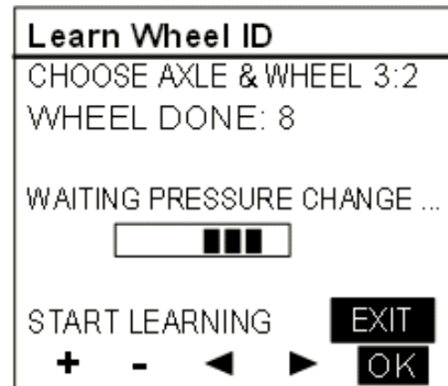 Learn Wheel ID
CHOOSE AXLE & WHEEL 3:2
WHEEL DONE: 8
WAITING PRESSURE CHANGE ...
START LEARNING EXIT
+ - ◀ ▶ OK